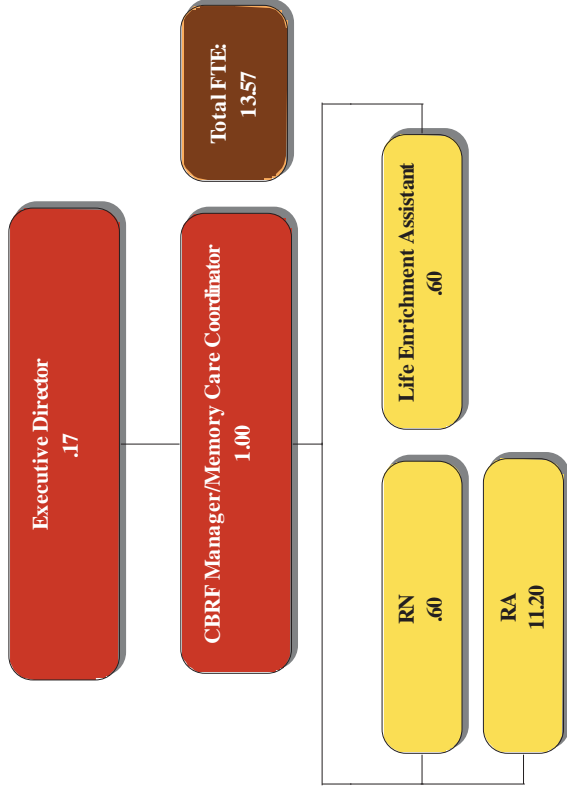 Executive Director
.17
Total FTE:
13.57
CBRF Manager/Memory Care Coordinator
1.00
RN
.60
Life Enrichment Assistant
.60
RA
11.20